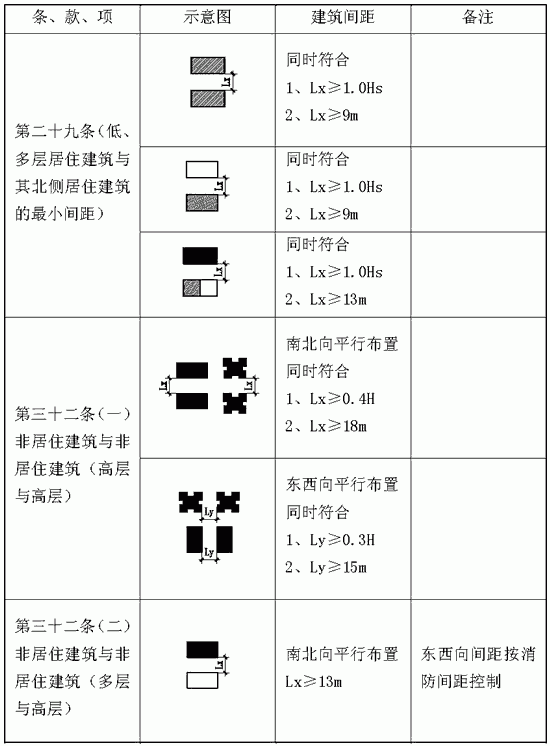 条、款、项
示意图
建筑间距
备注
第二十九条(低、
多层居住建筑与
其北侧居住建筑
的最小间距)
Lx
同时符合
1、Lx≥1.0Hs
2、Lx≥9m
Lx
同时符合
1、Lx≥1.0Hs
2、Lx≥9m
Lx
同时符合
1、Lx≥1.0Hs
2、Lx≥13m
第三十二条(一)
非居住建筑与非
居住建筑（高层
与高层）
Lx
Lx
南北向平行布置
同时符合
1、Lx≥0.4H
2、Lx≥18m
Ly
Ly
东西向平行布置
同时符合
1、Ly≥0.3H
2、Ly≥15m
第三十二条(二)
非居住建筑与非
居住建筑（多层
与高层）
Lx
南北向平行布置
Lx≥13m
东西向间距按消
防间距控制